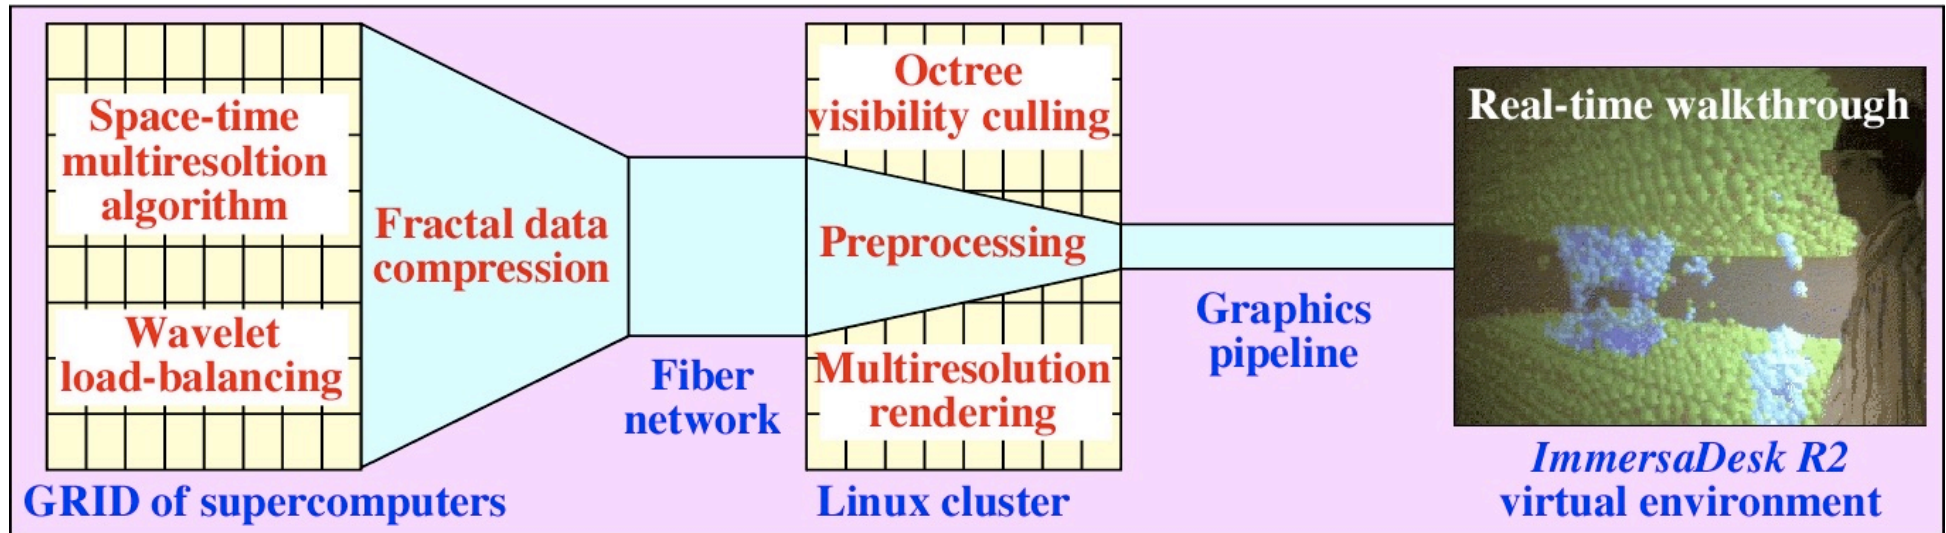 Space-time
multiresoltion
algorithm
Wavelet
load-balancing
GRID of supercomputers
Fractal data
compression
Fiber
network
Octree
visibility culling
Preprocessing
Multiresolution
rendering
Linux cluster
Graphics
pipeline
Real-time walkthrough
ImmersaDesk R2
virtual environment